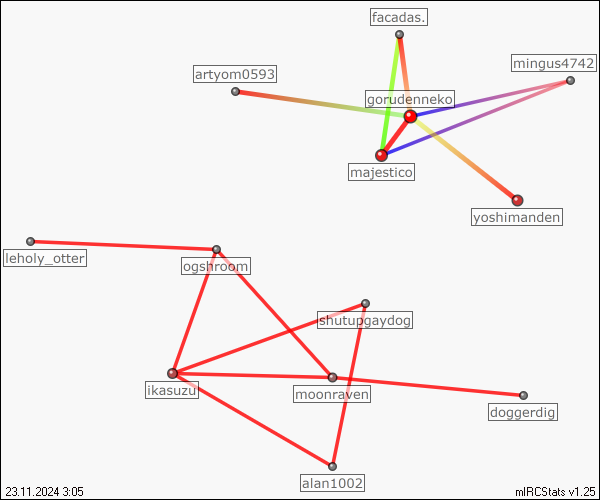 facadas.
mingus4742
artyom0593
gorudenneko
majestico
yoshimanden
leholy_otter
ogshroom
shutupgaydog
ikasuzu
moonraven
doggerdig
alan1002
23.11.2024 3:05
mIRCStats v1.25